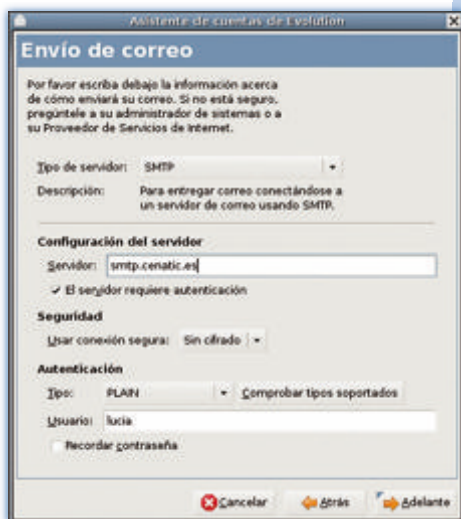 Asistente de cuentas de Evolution
Envío de correo
Por favor escriba debajo la información acerca
de cómo enviará su correo. Si no está seguro,
pregúntele a su administrador de sistemas o a
su Proveedor de Servicios de Internet.
Tipo de servidor: SMTP
Descripción: Para entregar correo conectándose a
un servidor de correo usando SMTP.
Configuración del servidor
Servidor: smtp.cenatic.es
El servidor requiere autenticación
Seguridad
Usar conexión segura: Sin cifrado
Autenticación
Tipo: PLAIN Comprobar tipos soportados
Usuario: lucia
Recordar contraseña
Cancelar Atrás Adelante